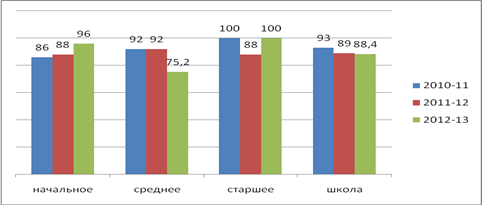 100 100
96
92 92 93
86 88 88 89 88,4
75,2
2010-11
2011-12
2012-13
начальное среднее старшее школа